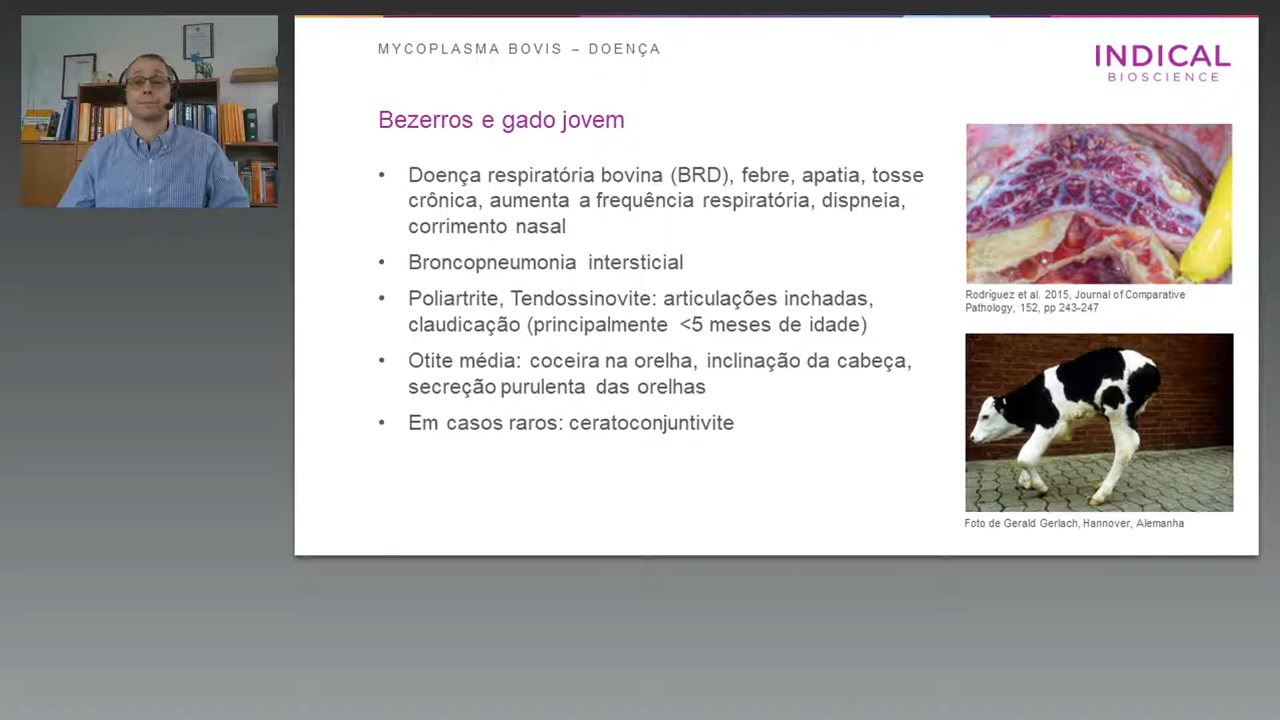 MYCOPLASMA BOVIS – DOENÇA
INDICAL
BIOSCIENCE
Bezerros e gado jovem
• Doença respiratória bovina (BRD), febre, apatia, tosse
crônica, aumenta a frequência respiratória, dispneia,
corrimento nasal
• Broncopneumonia intersticial
• Poliartrite, Tendossinovite: articulações inchadas,
claudicação (principalmente <5 meses de idade)
• Otite média: coceira na orelha, inclinação da cabeça,
secreção purulenta das orelhas
• Em casos raros: ceratoconjuntivite
Rodríguez et al. 2015, Journal of Comparative
Pathology, 152, pp 243-247
Foto de Gerald Gerlach, Hannover, Alemanha